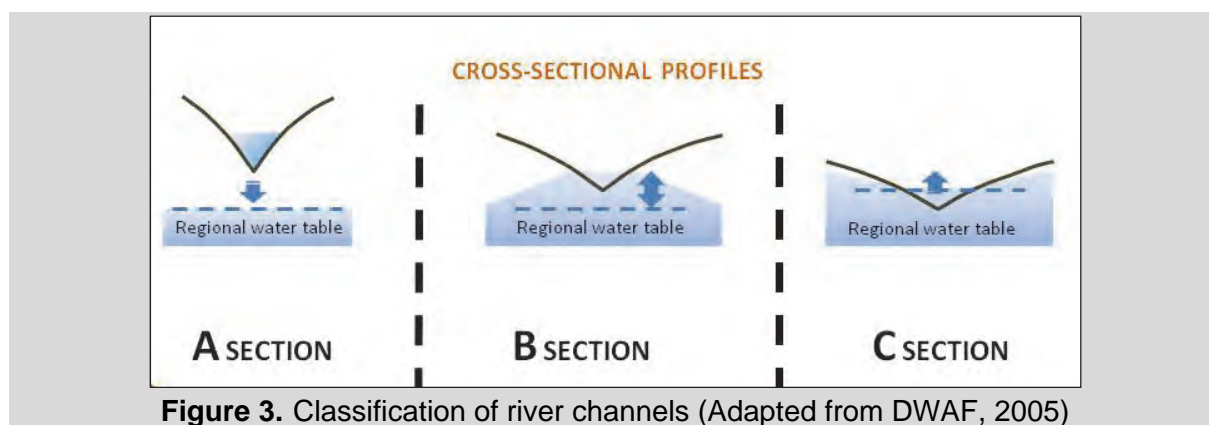 CROSS-SECTIONAL PROFILES
Regional water table
Regional water table
Regional water table
A SECTION
B SECTION
C SECTION
Figure 3. Classification of river channels (Adapted from DWAF, 2005)